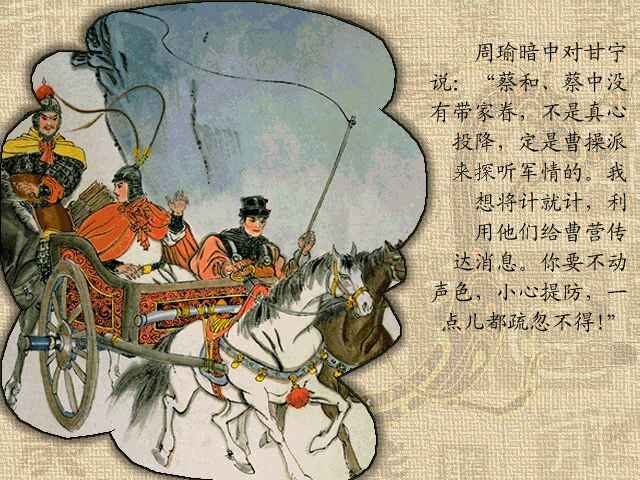 周瑜暗中对甘宁
说：“蔡和、蔡中没
有带家眷，不是真心
投降，定是曹操派
来探听军情的。我
想将计就计，利
用他们给曹营传
达消息。你要不动
声色，小心提防，一
点儿都疏忽不得！”